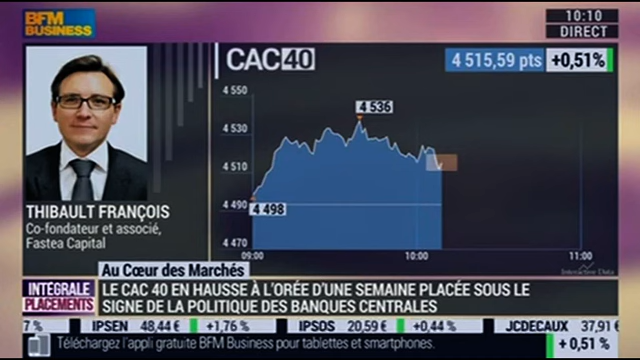 BFM
BUSINESS
10:10
DIRECT
CAC40
4 515,59 pts
+0,51%
4 550
4 536
4 530
4 510
4 490
4 498
4 470
09:00
10:00
11:00
Interactive Data
THIBAULT FRANÇOIS
Co-fondateur et associé,
Fastea Capital
Au Cœur des Marchés
INTÉGRALE
PLACEMENTS
LE CAC 40 EN HAUSSE À L'ORÉE D'UNE SEMAINE PLACÉE SOUS LE
SIGNE DE LA POLITIQUE DES BANQUES CENTRALES
7 % IPSEN 48,44 € +1,76 % IPSOS 20,59 € +0,44 % JCDECAUX 37,91 €
Téléchargez l'appli gratuite BFM Business pour tablettes et smartphones.
+0,51 %